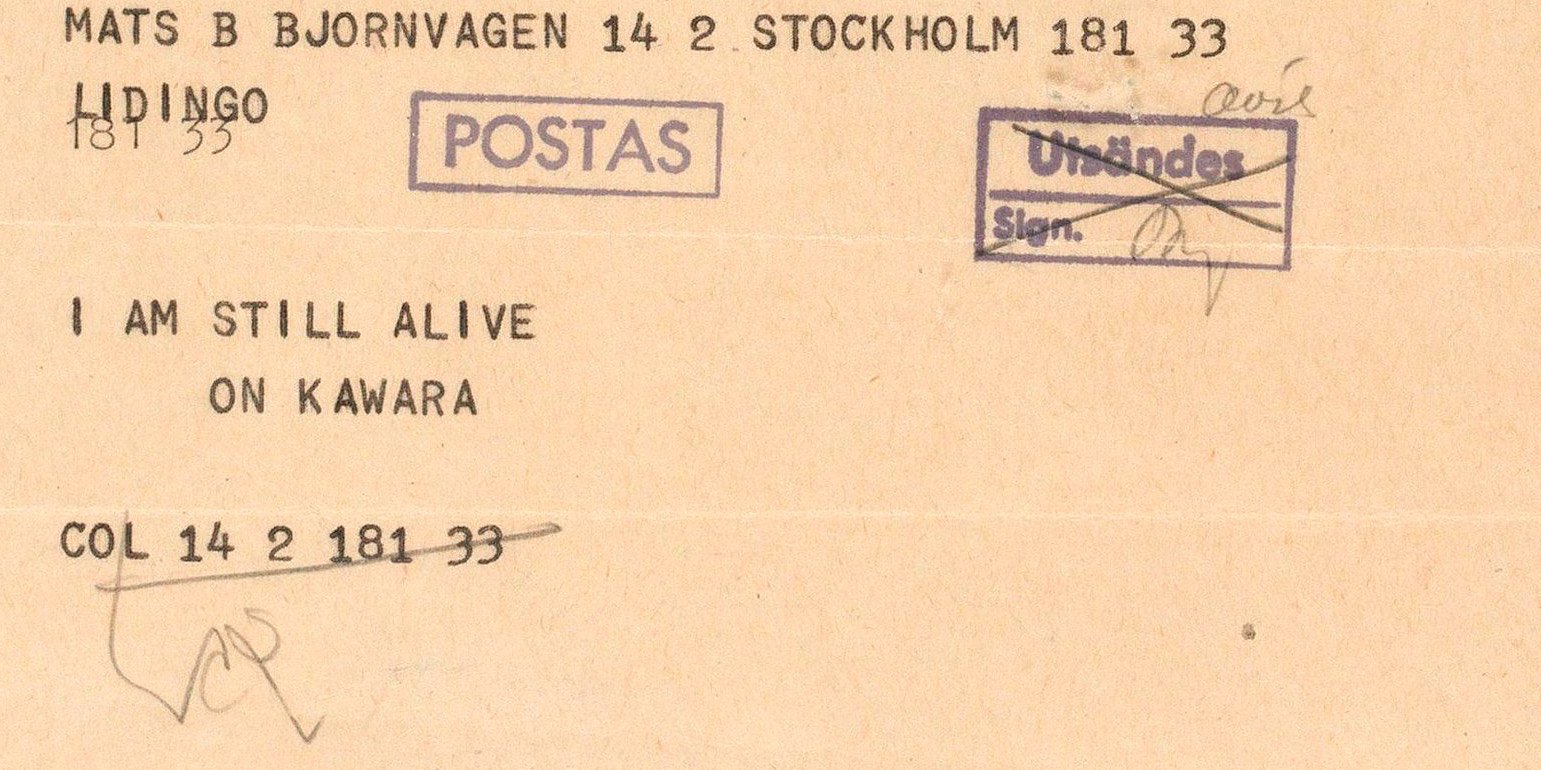 MATS B BJORNVAGEN 14 2 STOCKHOLM 181 33
LIDINGO
181 33
POSTAS
Utsändes
Sign.
I AM STILL ALIVE
ON KAWARA
COL 14 2 181 33